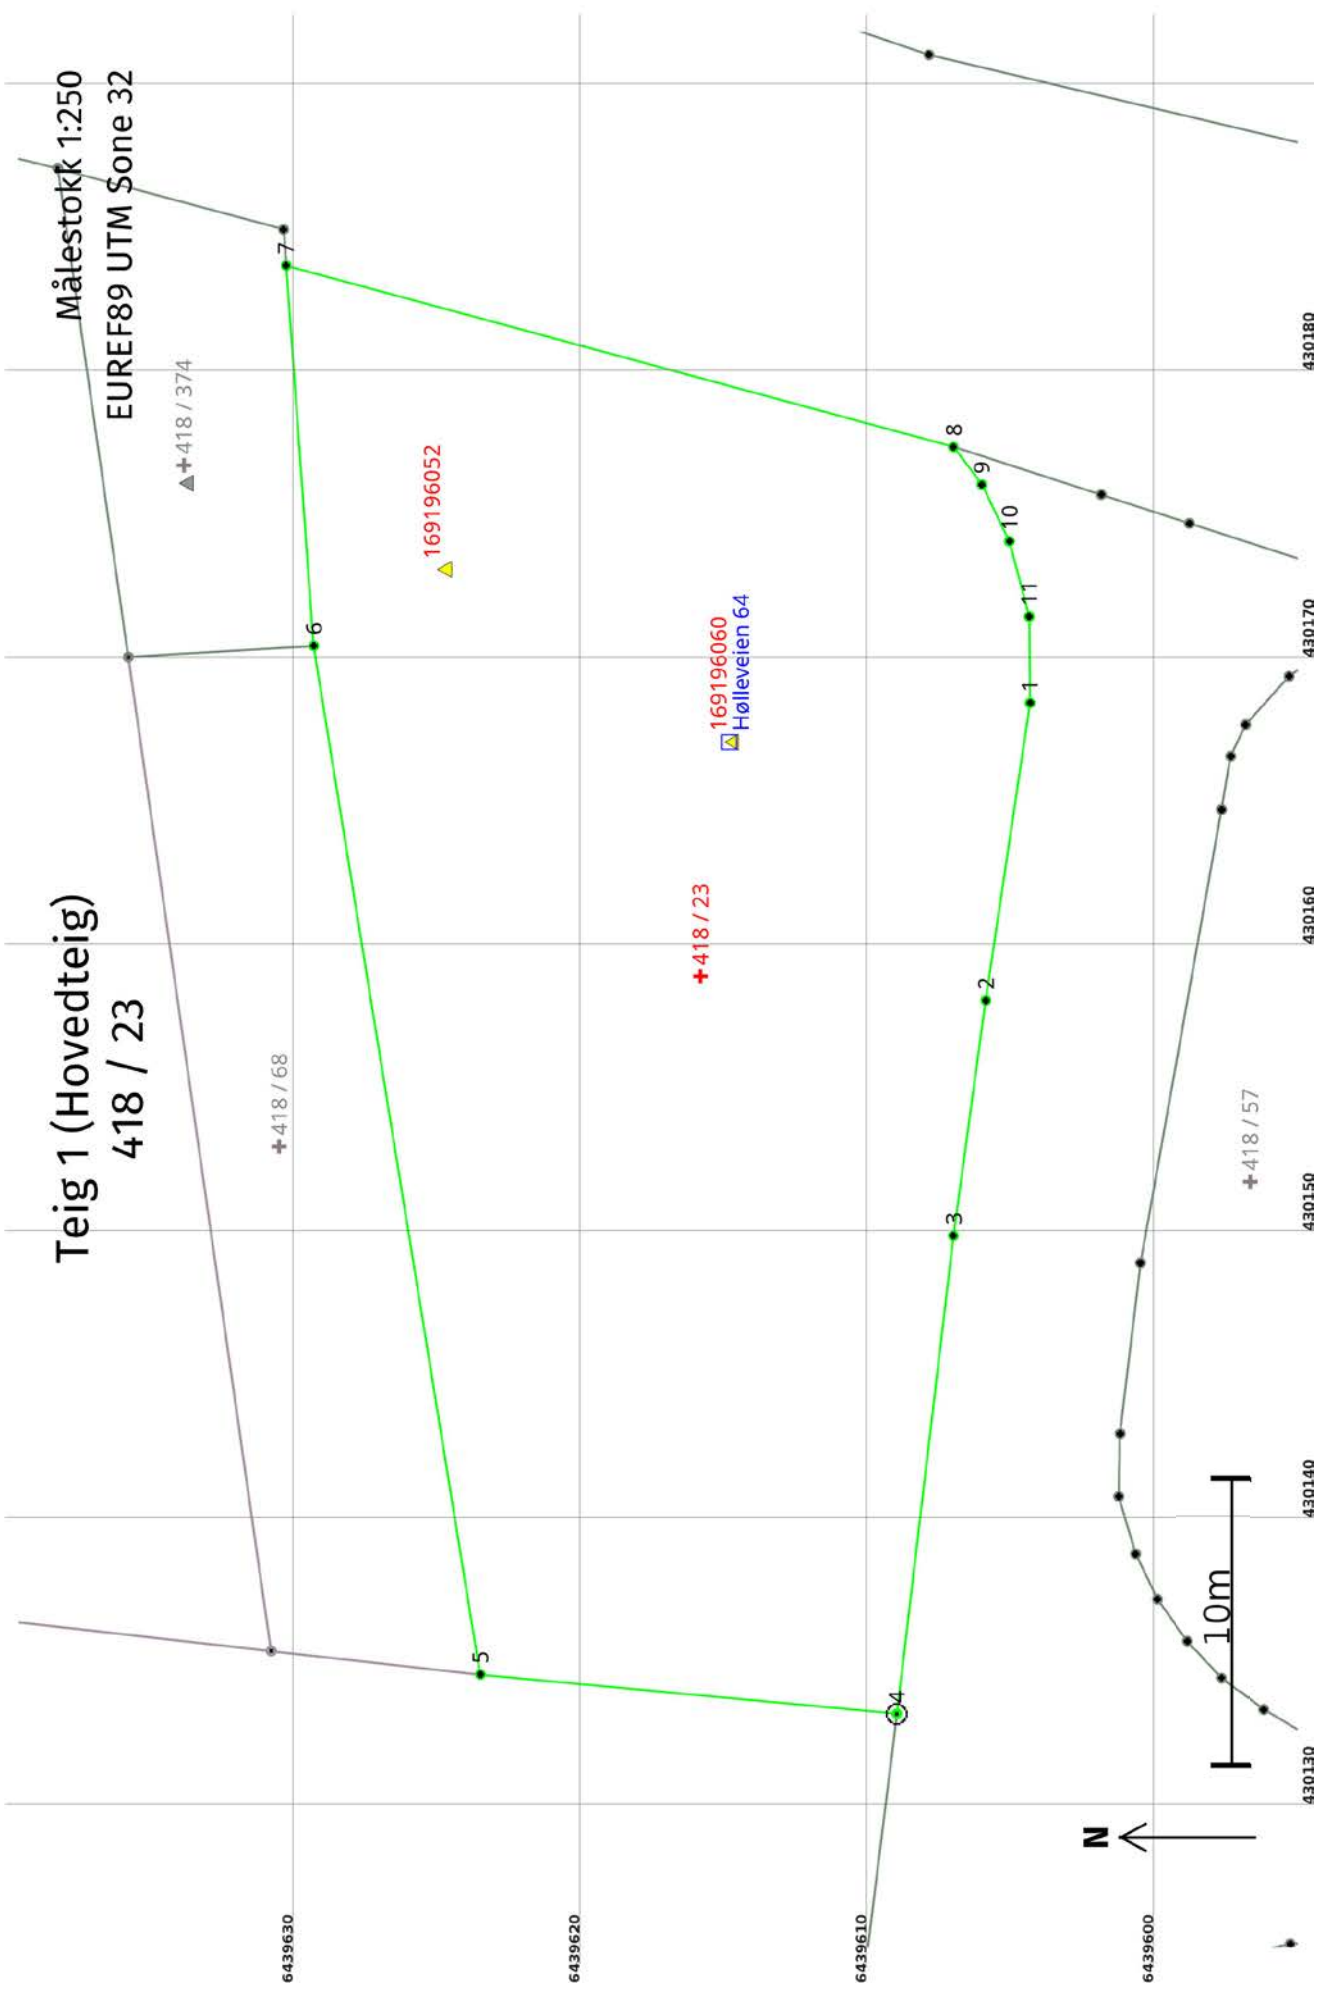 Teig 1 (Hovedteig)
418 / 23
Målestokk 1:250
EUREF89 UTM Sone 32
418 / 374
418 / 68
7
6
169196052
169196060
Hølleveien 64
418 / 23
5
4
3
2
1
11
10
9
8
418 / 57
10m
N
6439630
6439620
6439610
6439600
430130
430140
430150
430160
430170
430180